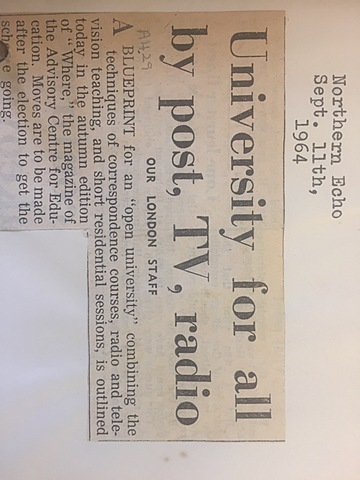 Northern Echo
Sept. 11th,
1964
University for all
by post, TV, radio
A429
OUR LONDON STAFF
A BLUEPRINT for an "open university" combining the
techniques of correspondence courses, radio and tele-
vision teaching, and short residential sessions, is outlined
today in the autumn edition
of "Where," the magazine of
the Advisory Centre for Edu-
cation. Moves are to be made
after the election to get the
going.